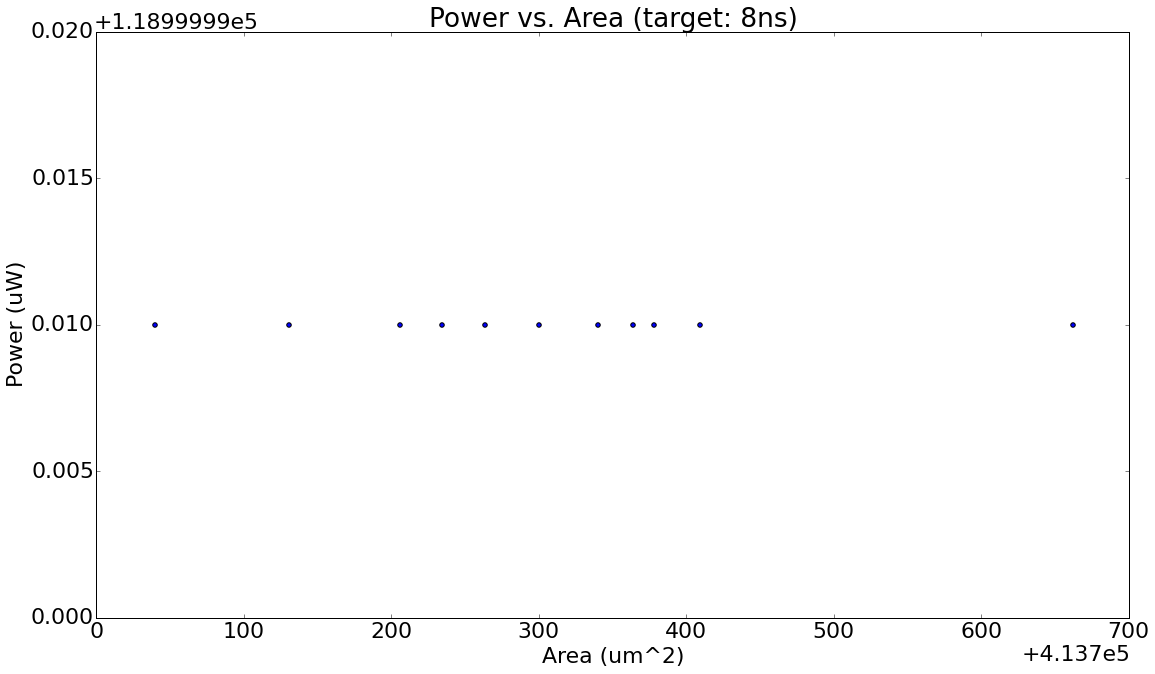 Power vs. Area (target: 8ns)
+1.1899999e5
0.020
0.015
0.010
0.005
0.000
Power (uW)
0 100 200 300 400 500 600 700
Area (um^2)
+4.137e5